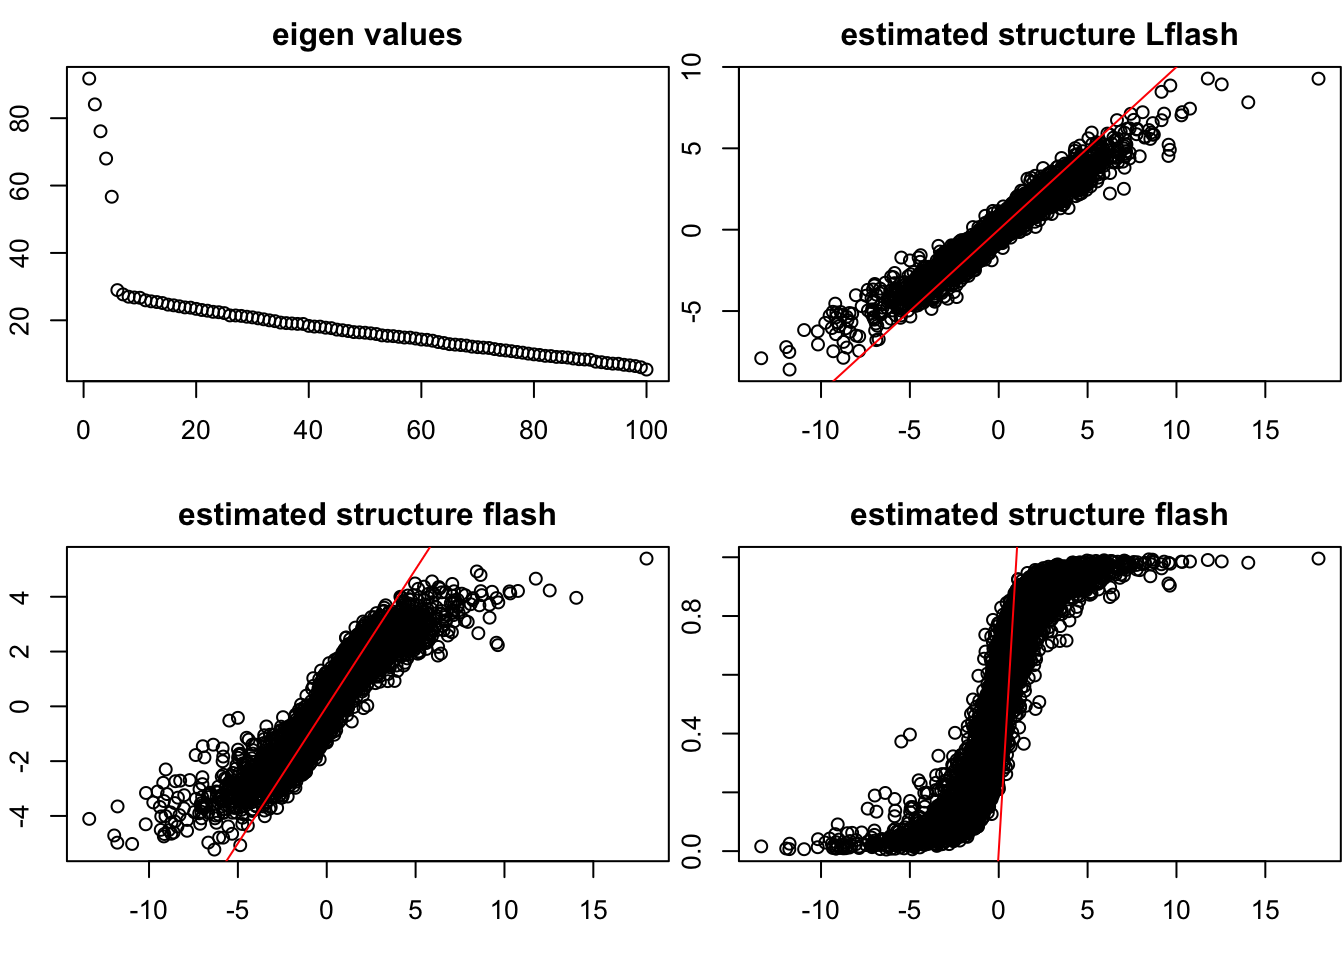 eigen values
80
60
40
20
0 20 40 60 80 100
estimated structure Lflash
10
5
0
-5
-10 -5 0 5 10 15
estimated structure flash
4
2
0
-2
-4
-10 -5 0 5 10 15
estimated structure flash
0.8
0.4
0.0
-10 -5 0 5 10 15